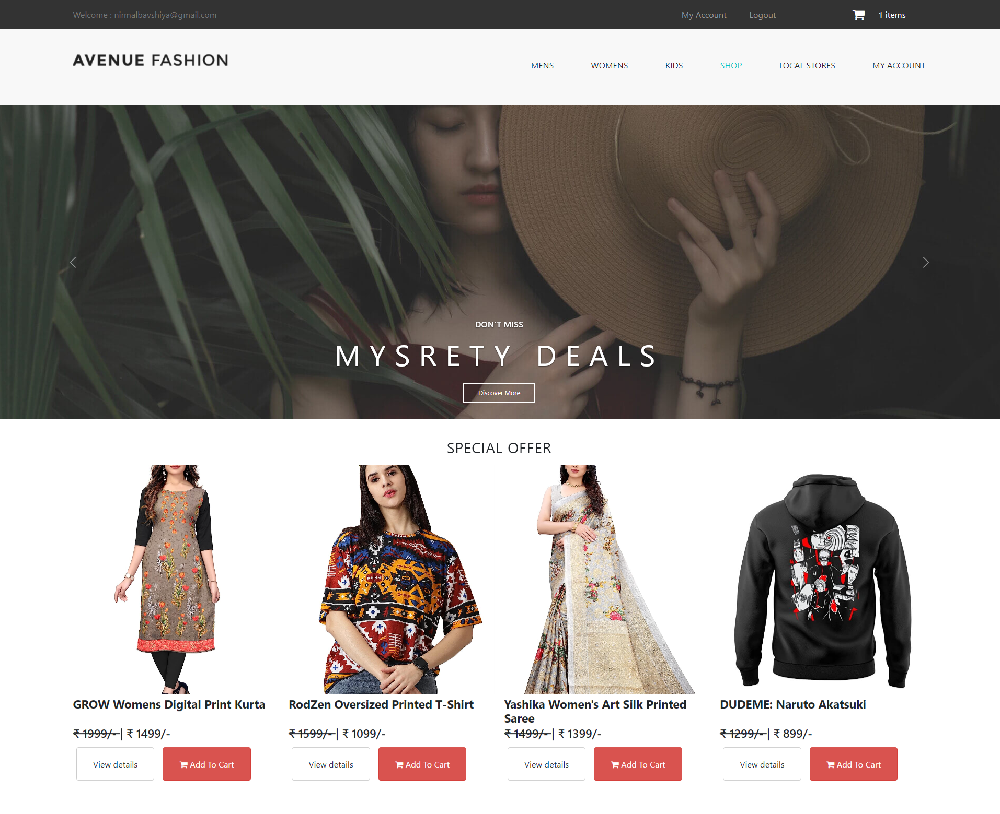 Welcome : nirmalbavshiya@gmail.com My Account Logout 1 items
AVENUE FASHION
MENS WOMENS KIDS SHOP LOCAL STORES MY ACCOUNT
DON'T MISS
MYSRETY DEALS
Discover More
SPECIAL OFFER
GROW Womens Digital Print Kurta
₹ 1999/- | ₹ 1499/-
View details Add To Cart
RodZen Oversized Printed T-Shirt
₹ 1599/- | ₹ 1099/-
View details Add To Cart
Yashika Women's Art Silk Printed
Saree
₹ 1499/- | ₹ 1399/-
View details Add To Cart
DUDEME: Naruto Akatsuki
₹ 1299/- | ₹ 899/-
View details Add To Cart